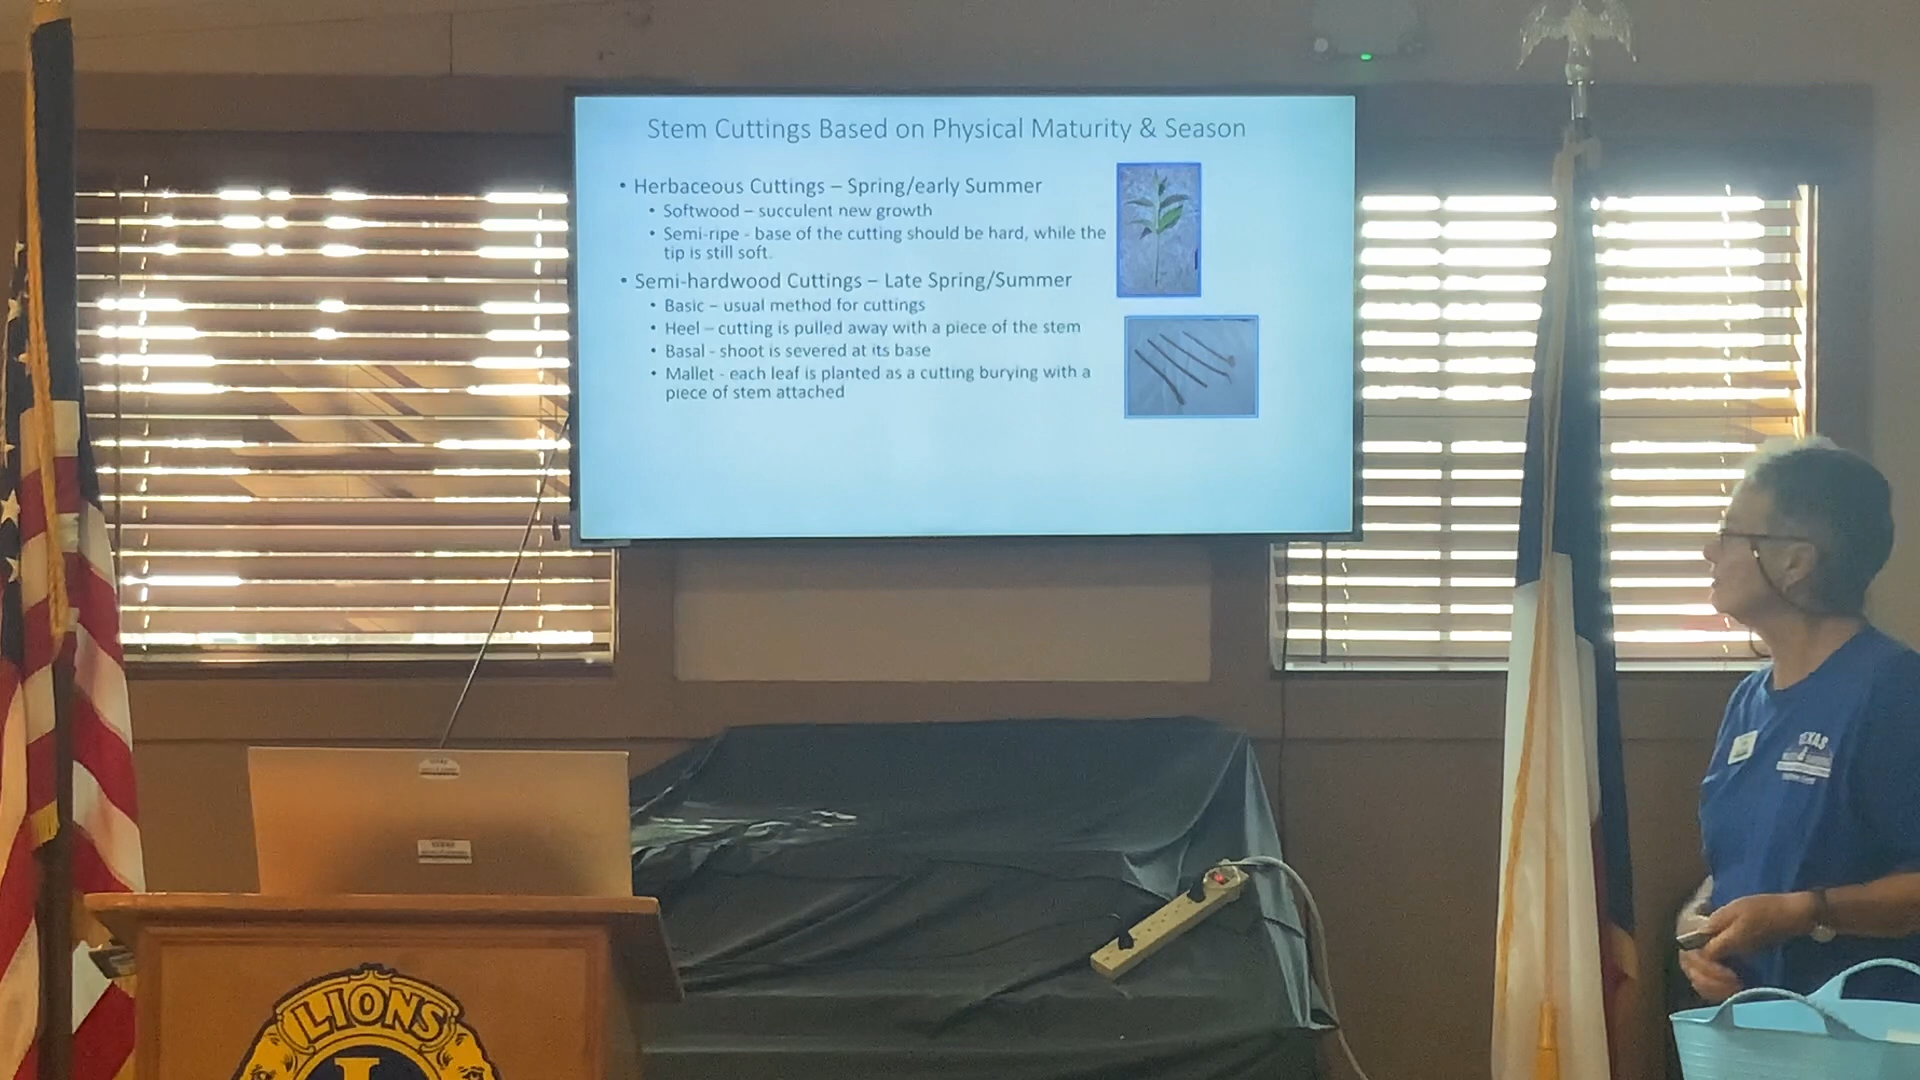 Stem Cuttings Based on Physical Maturity & Season
• Herbaceous Cuttings – Spring/early Summer
• Softwood – succulent new growth
• Semi-ripe - base of the cutting should be hard, while the
tip is still soft.
• Semi-hardwood Cuttings – Late Spring/Summer
• Basic – usual method for cuttings
• Heel – cutting is pulled away with a piece of the stem
• Basal - shoot is severed at its base
• Mallet - each leaf is planted as a cutting burying with a
piece of stem attached
TEXAS
LIONS
L